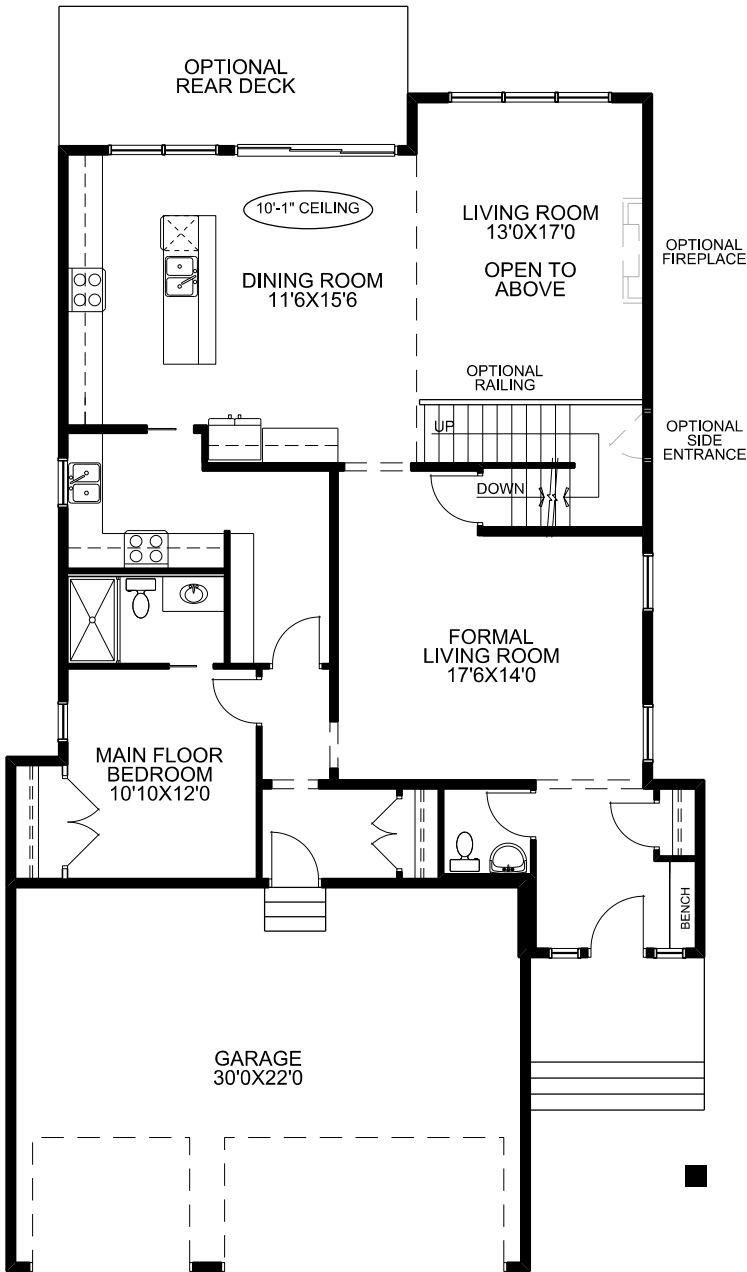 OPTIONAL
REAR DECK
10'-1" CEILING
LIVING ROOM
13'0X17'0
OPEN TO
ABOVE
OPTIONAL
FIREPLACE
DINING ROOM
11'6X15'6
OPTIONAL
RAILING
UP
OPTIONAL
SIDE
ENTRANCE
DOWN
FORMAL
LIVING ROOM
17'6X14'0
MAIN FLOOR
BEDROOM
10'10X12'0
BENCH
GARAGE
30'0X22'0